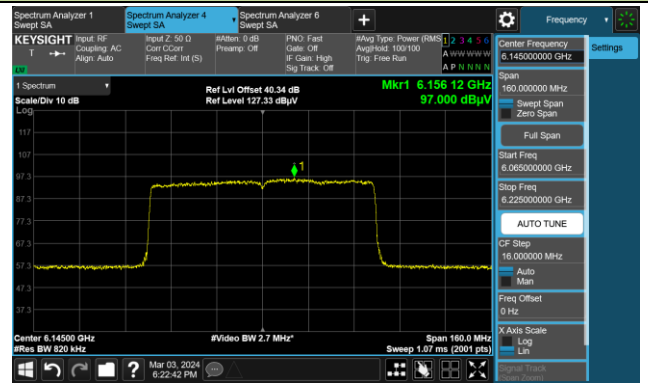 Spectrum Analyzer 1
Swept SA
Spectrum Analyzer 4
Swept SA
Spectrum Analyzer 6
Swept SA
Frequency
KEYSIGHT
T
Input: RF
Coupling: AC
Align: Auto
Input Z: 50 Ω
Corr CCorr
Freq Ref: Int (S)
#Atten: 0 dB
Preamp: Off
PNO: Fast
Gate: Off
IF Gain: High
Sig Track: Off
#Avg Type: Power (RMS
Avg|Hold: 100/100
Trig: Free Run
1 2 3 4 5 6
A W W W W W
A P N N N N
1 Spectrum
Scale/Div 10 dB
Ref Lvl Offset 40.34 dB
Ref Level 127.33 dBµV
Mkr1 6.156 12 GHz
97.000 dBµV
Log
117
107
97.3
87.3
77.3
67.3
57.3
47.3
37.3
1
Center 6.14500 GHz
#Res BW 820 kHz
#Video BW 2.7 MHz*
Span 160.0 MHz
Sweep 1.07 ms (2001 pts)
Mar 03, 2024
6:22:42 PM
Center Frequency
6.145000000 GHz
Settings
Span
160.000000 MHz
Swept Span
Zero Span
Full Span
Start Freq
6.065000000 GHz
Stop Freq
6.225000000 GHz
AUTO TUNE
CF Step
16.000000 MHz
Auto
Man
Freq Offset
0 Hz
X Axis Scale
Log
Lin
Signal Track
(Span Zoom)